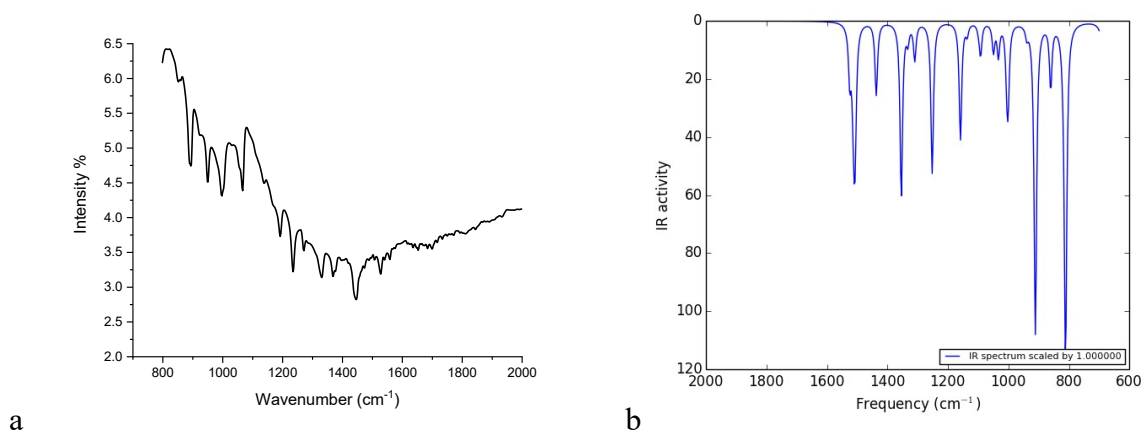 6.5
6.0
5.5
5.0
4.5
4.0
3.5
3.0
2.5
2.0
Intensity %
800 1000 1200 1400 1600 1800 2000
Wavenumber (cm⁻¹)
a
0
20
40
60
80
100
120
IR activity
IR spectrum scaled by 1.000000
2000 1800 1600 1400 1200 1000 800 600
Frequency (cm⁻¹)
b